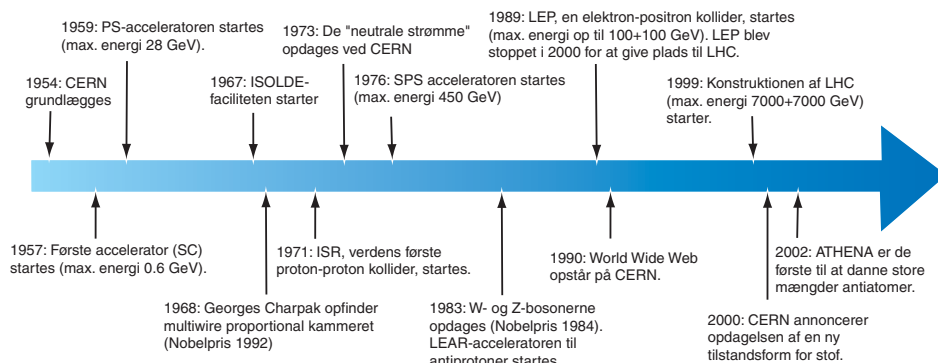 1959: PS-acceleratoren startes
(max. energi 28 GeV).
1973: De "neutrale strømme"
opdages ved CERN
1989: LEP, en elektron-positron kollider, startes
(max. energi op til 100+100 GeV). LEP blev
stoppet i 2000 for at give plads til LHC.
1954: CERN
grundlægges
1967: ISOLDE-
faciliteten starter
1976: SPS acceleratoren startes
(max. energi 450 GeV)
1999: Konstruktionen af LHC
(max. energi 7000+7000 GeV)
starter.
1957: Første accelerator (SC)
startes (max. energi 0.6 GeV).
1971: ISR, verdens første
proton-proton kollider, startes.
1990: World Wide Web
opstår på CERN.
2002: ATHENA er de
første til at danne store
mængder antiatomer.
1968: Georges Charpak opfinder
multiwire proportional kammeret
(Nobelpris 1992)
1983: W- og Z-bosonerne
opdages (Nobelpris 1984).
LEAR-acceleratoren til
antiprotoner startes
2000: CERN annoncerer
opdagelsen af en ny
tilstandsform for stof.